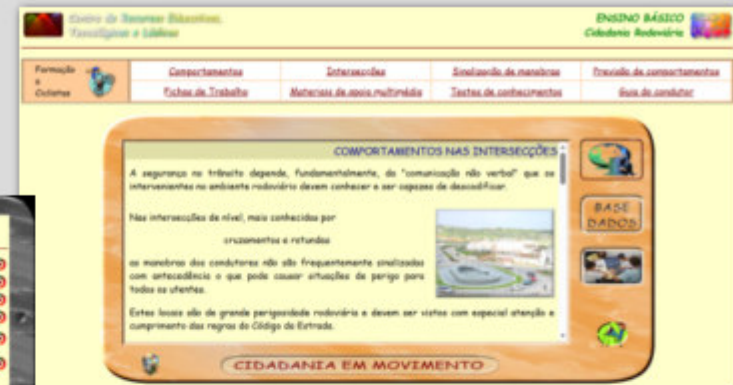 Centro de Recursos Educativos,
Tecnológicos e Lúdicos
ENSINO BÁSICO
Cidadania Rodoviária
Formação
a
Ciclistas
Comportamentos
Intersecções
Sinalização de manobras
Previsão de comportamentos
Fichas de Trabalho
Materiais de apoio multimédia
Testes de conhecimentos
Guia do condutor
COMPORTAMENTOS NAS INTERSECÇÕES
A segurança no trânsito depende, fundamentalmente, da "comunicação não verbal" que os
intervenientes no ambiente rodoviário devem conhecer e ser capazes de descodificar.
Nas intersecções de nível, mais conhecidas por
cruzamentos e rotundas
as manobras dos condutores não são frequentemente sinalizadas
com antecedência o que pode causar situações de perigo para
todos os utentes.
Estes locais são de grande perigosidade rodoviária e devem ser vistos com especial atenção e
cumprimento das regras do Código da Estrada.
BASE
DADOS
CIDADANIA EM MOVIMENTO